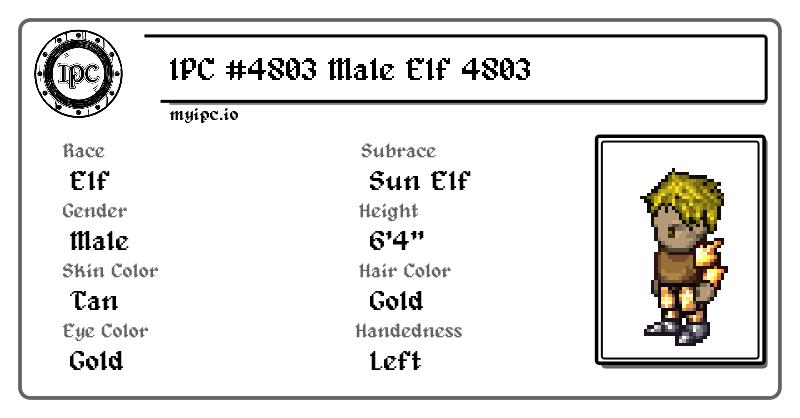 IPC
IPC #4803 Male Elf 4803
myipc.io
Race
Elf
Subrace
Sun Elf
Gender
Male
Height
6'4"
Skin Color
Tan
Hair Color
Gold
Eye Color
Gold
Handedness
Left